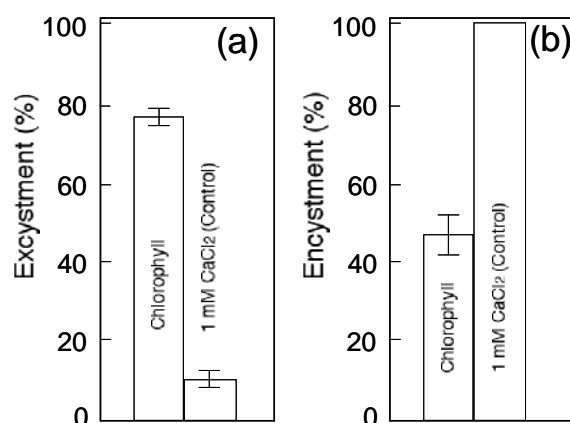 (a)
Excystment (%)
100
80
60
40
20
0
Chlorophyll
1 mM CaCl2 (Control)
(b)
Encystment (%)
100
80
60
40
20
0
Chlorophyll
1 mM CaCl2 (Control)